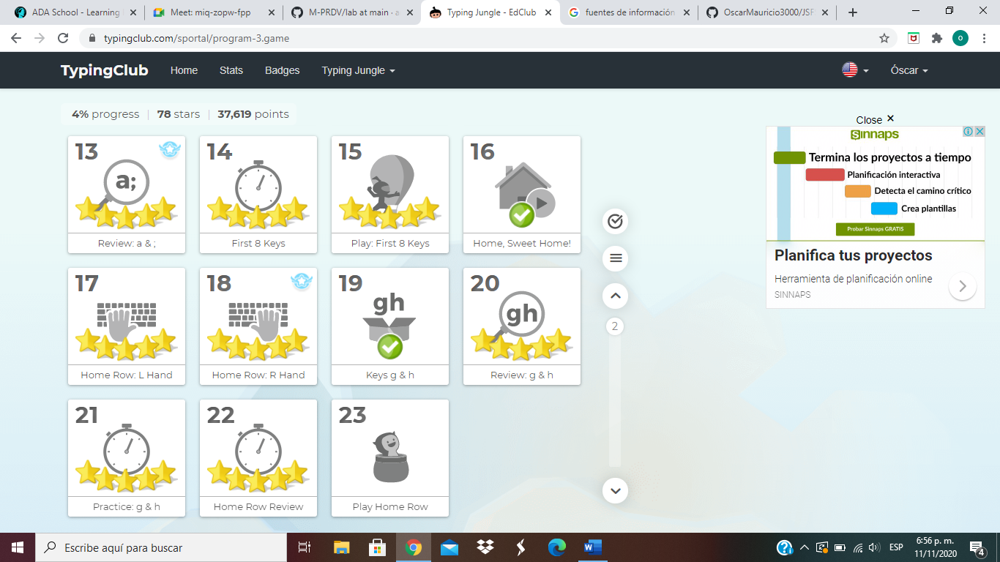 ADA School - Learning
Meet: miq-zopw-fpp
M-PRDV/lab at main · a
Typing Jungle - EdClub
fuentes de información
OscarMauricio3000/JSF
typingclub.com/sportal/program-3.game
TypingClub Home Stats Badges Typing Jungle Óscar
4% progress 78 stars 37,619 points
13
a;
Review: a & ;
14
First 8 Keys
15
Play: First 8 Keys
16
Home, Sweet Home!
17
Home Row: L Hand
18
Home Row: R Hand
19
gh
Keys g & h
20
gh
Review: g & h
21
Practice: g & h
22
Home Row Review
23
Play Home Row
2
Close ×
sınnaps
Termina los proyectos a tiempo
Planificación interactiva
Detecta el camino crítico
Crea plantillas
Probar Sinnaps GRATIS
Planifica tus proyectos
Herramienta de planificación online
SINNAPS
Escribe aquí para buscar
ESP
6:56 p. m.
11/11/2020
4